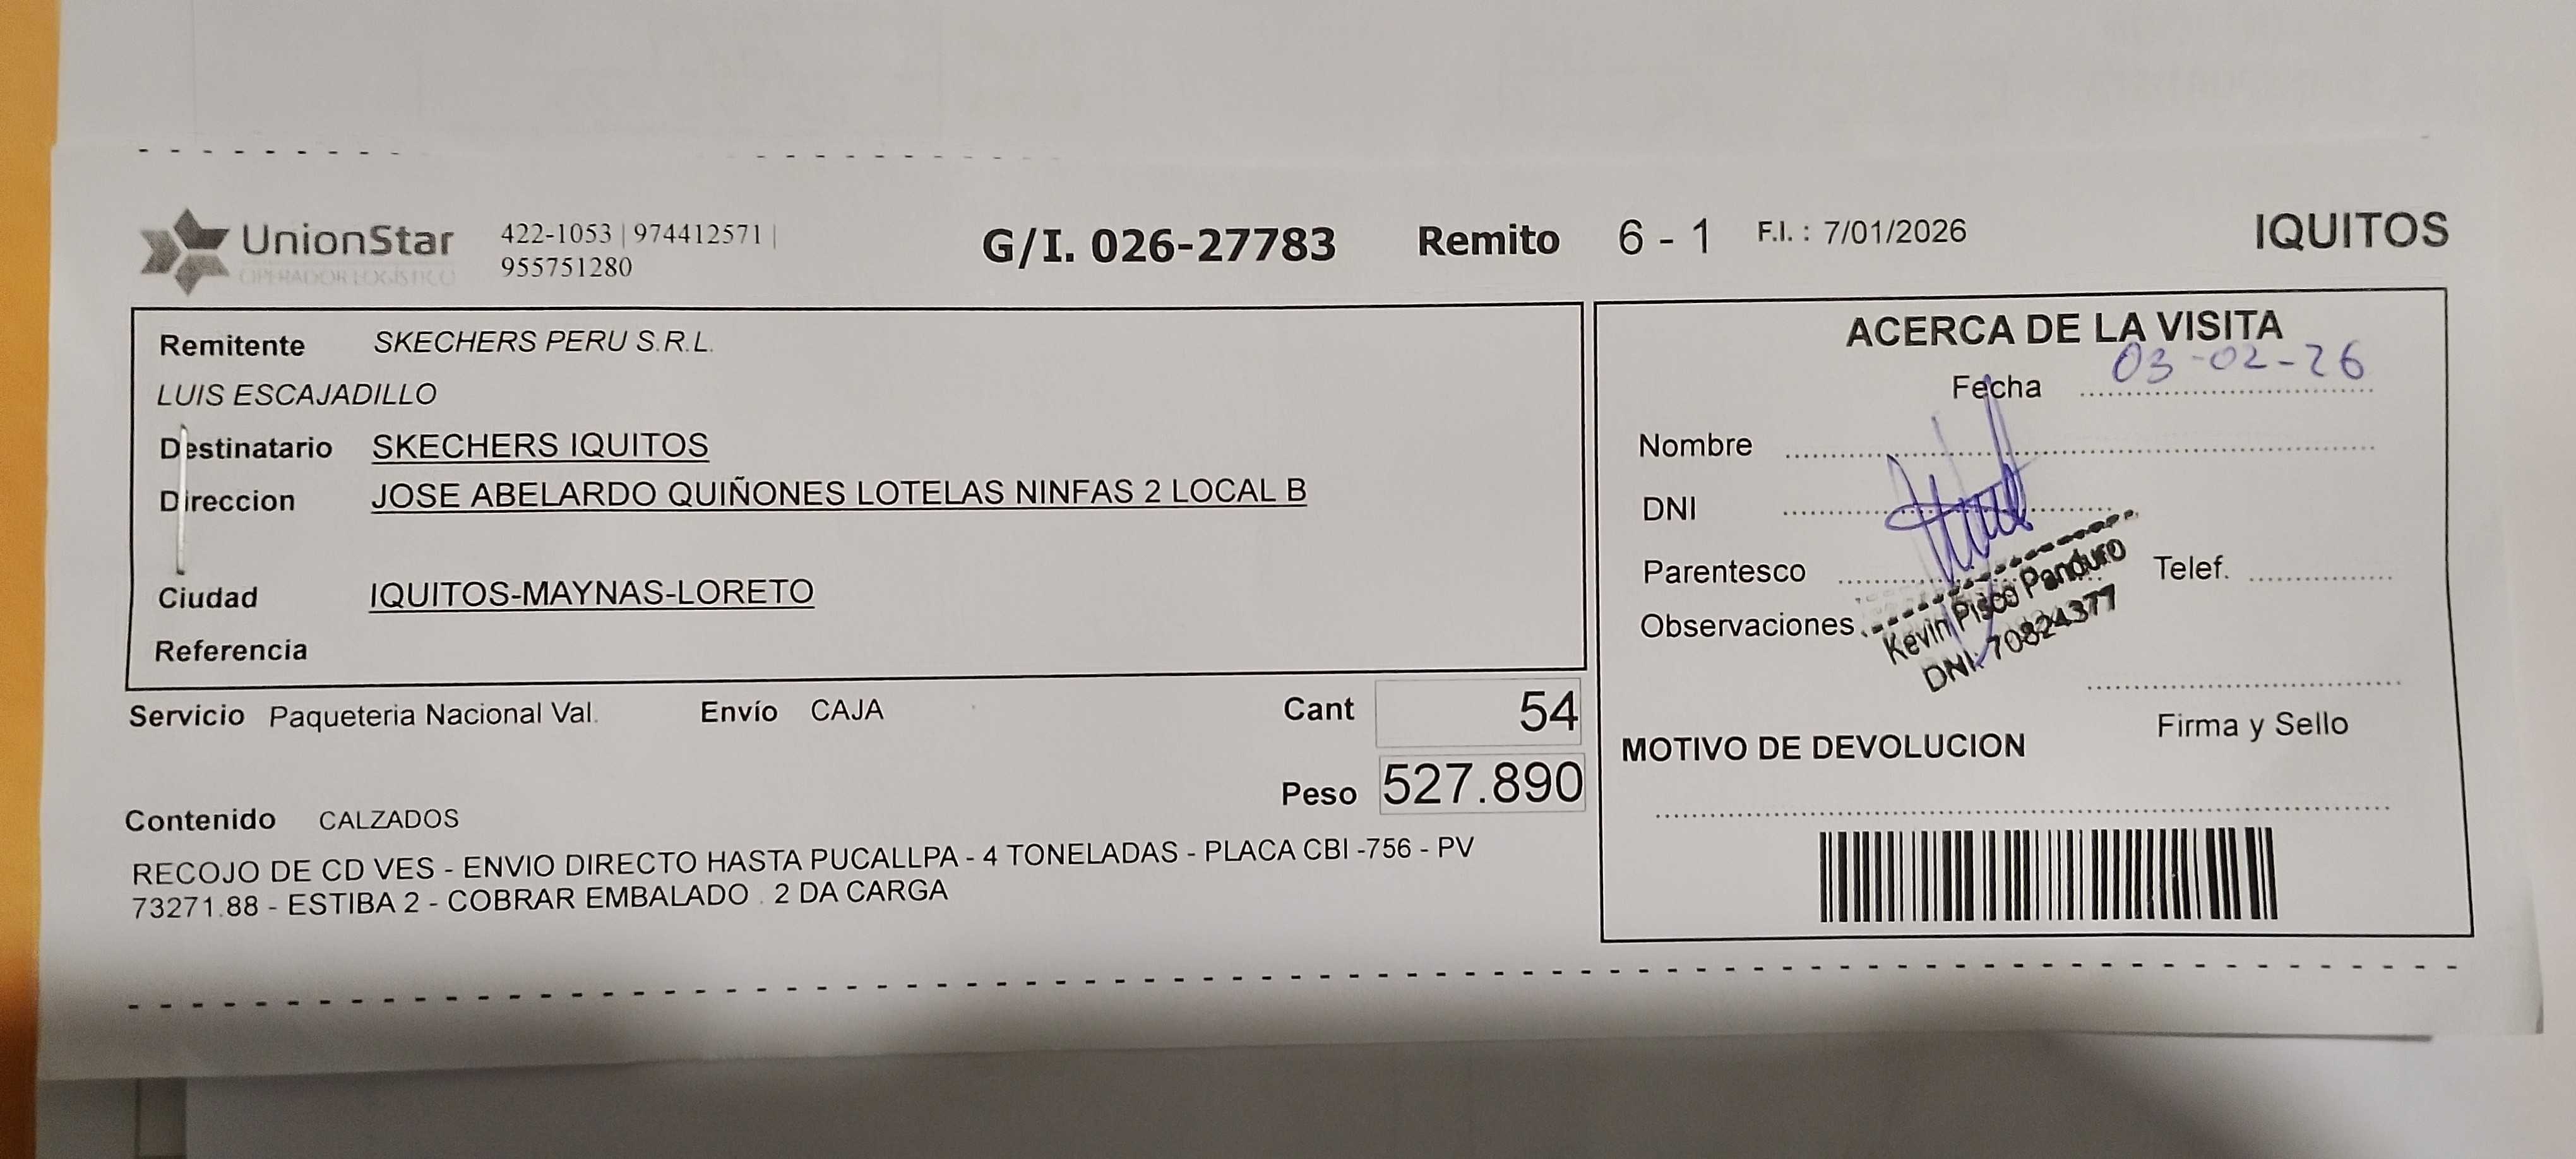 UnionStar
OPERADOR LOGÍSTICO
422-1053 | 974412571 |
955751280
G/I. 026-27783 Remito 6 - 1 F.I. : 7/01/2026 IQUITOS
Remitente SKECHERS PERU S.R.L.
LUIS ESCAJADILLO
Destinatario SKECHERS IQUITOS
Direccion JOSE ABELARDO QUIÑONES LOTELAS NINFAS 2 LOCAL B
Ciudad IQUITOS-MAYNAS-LORETO
Referencia
Servicio Paqueteria Nacional Val. Envío CAJA Cant 54
Peso 527.890
Contenido CALZADOS
RECOJO DE CD VES - ENVIO DIRECTO HASTA PUCALLPA - 4 TONELADAS - PLACA CBI -756 - PV
73271.88 - ESTIBA 2 - COBRAR EMBALADO . 2 DA CARGA
ACERCA DE LA VISITA
Fecha 03-02-26
Nombre
DNI
Parentesco Telef.
Observaciones
Kevin Pisco Panduro
DNI: 70824377
Firma y Sello
MOTIVO DE DEVOLUCION